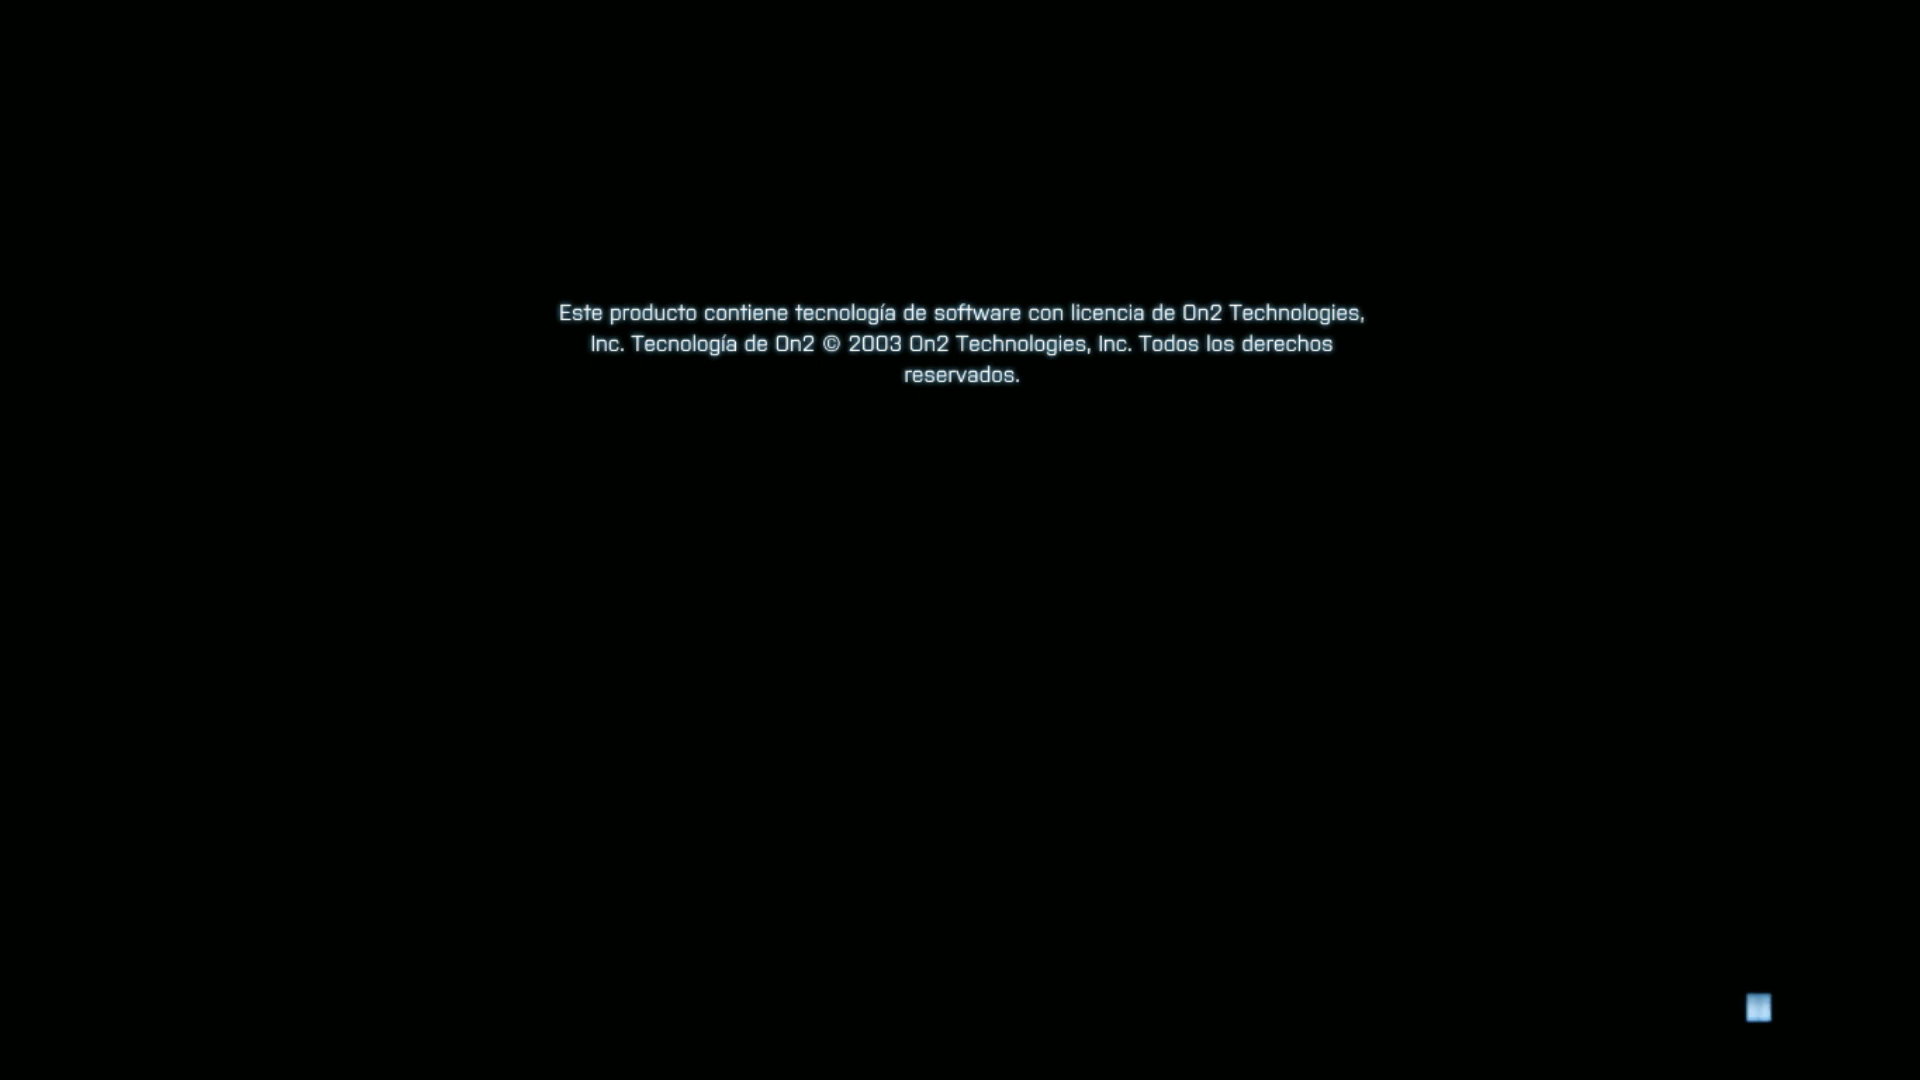 Este producto contiene tecnología de software con licencia de On2 Technologies,
Inc. Tecnología de On2 © 2003 On2 Technologies, Inc. Todos los derechos
reservados.